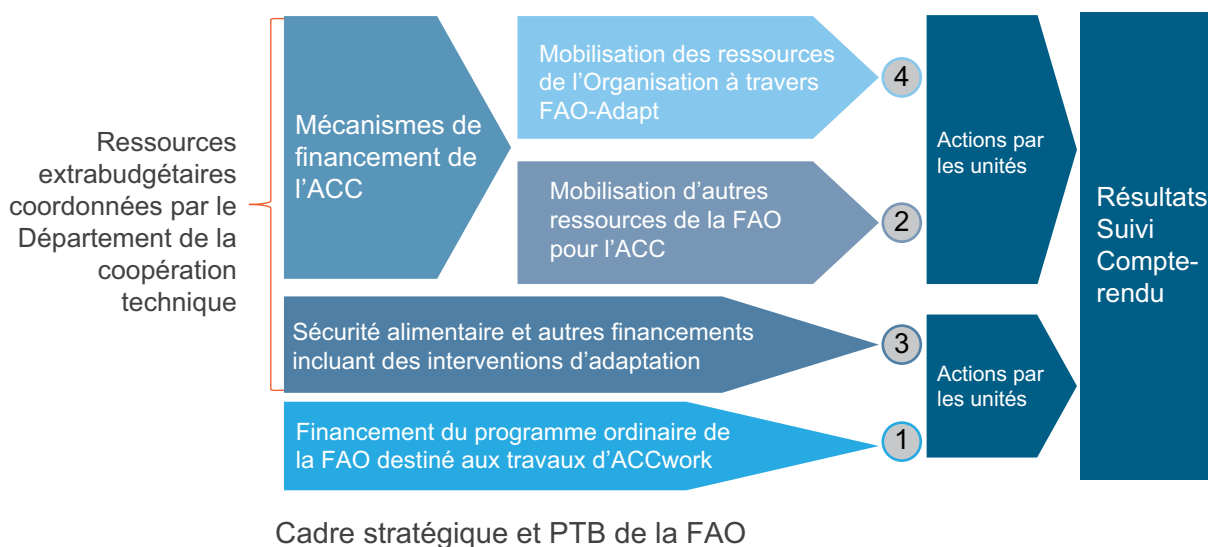 Ressources
extrabudgétaires
coordonnées par le
Département de la
coopération
technique
Mécanismes de
financement de
l’ACC
Mobilisation des ressources
de l’Organisation à travers
FAO-Adapt
4
Mobilisation d’autres
ressources de la FAO
pour l’ACC
2
Actions par
les unités
Sécurité alimentaire et autres financements
incluant des interventions d’adaptation
3
Financement du programme ordinaire de
la FAO destiné aux travaux d’ACCwork
1
Actions par
les unités
Résultats
Suivi
Compte-
rendu
Cadre stratégique et PTB de la FAO